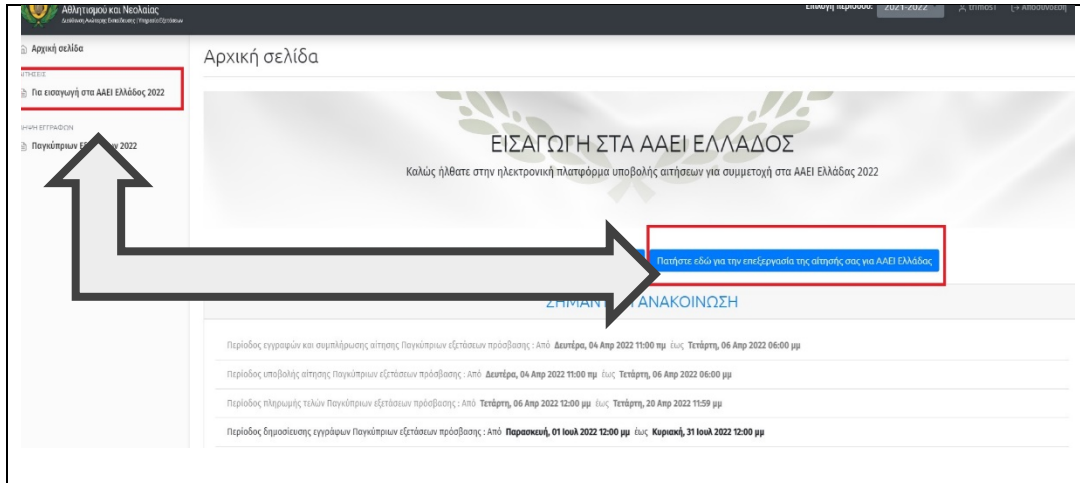 Αθλητισμού και Νεολαίας
Διεύθυνση Ανώτερης Εκπαίδευσης | Υπηρεσία Εξετάσεων
Επιλογή περιόδου: 2021-2022
Αποσύνδεση
Αρχική σελίδα
Για εισαγωγή στα ΑΑΕΙ Ελλάδος 2022
Παγκύπριων 2022
Αρχική σελίδα
ΕΙΣΑΓΩΓΗ ΣΤΑ ΑΑΕΙ ΕΛΛΑΔΟΣ
Καλώς ήλθατε στην ηλεκτρονική πλατφόρμα υποβολής αιτήσεων για συμμετοχή στα ΑΑΕΙ Ελλάδας 2022
Πατήστε εδώ για την επεξεργασία της αίτησής σας για ΑΑΕΙ Ελλάδας
ΑΝΑΚΟΙΝΩΣΗ
Περίοδος εγγραφών και συμπλήρωσης αίτησης Παγκύπριων εξετάσεων πρόσβασης : Από Δευτέρα, 04 Απρ 2022 11:00 πμ έως Τετάρτη, 06 Απρ 2022 06:00 μμ
Περίοδος υποβολής αίτησης Παγκύπριων εξετάσεων πρόσβασης : Από Δευτέρα, 04 Απρ 2022 11:00 πμ έως Τετάρτη, 06 Απρ 2022 06:00 μμ
Περίοδος πληρωμής τελών Παγκύπριων εξετάσεων πρόσβασης : Από Τετάρτη, 06 Απρ 2022 12:00 μμ έως Τετάρτη, 20 Απρ 2022 11:59 μμ
Περίοδος δημοσίευσης εγγράφων Παγκύπριων εξετάσεων πρόσβασης : Από Παρασκευή, 01 Ιουλ 2022 12:00 μμ έως Κυριακή, 31 Ιουλ 2022 12:00 μμ